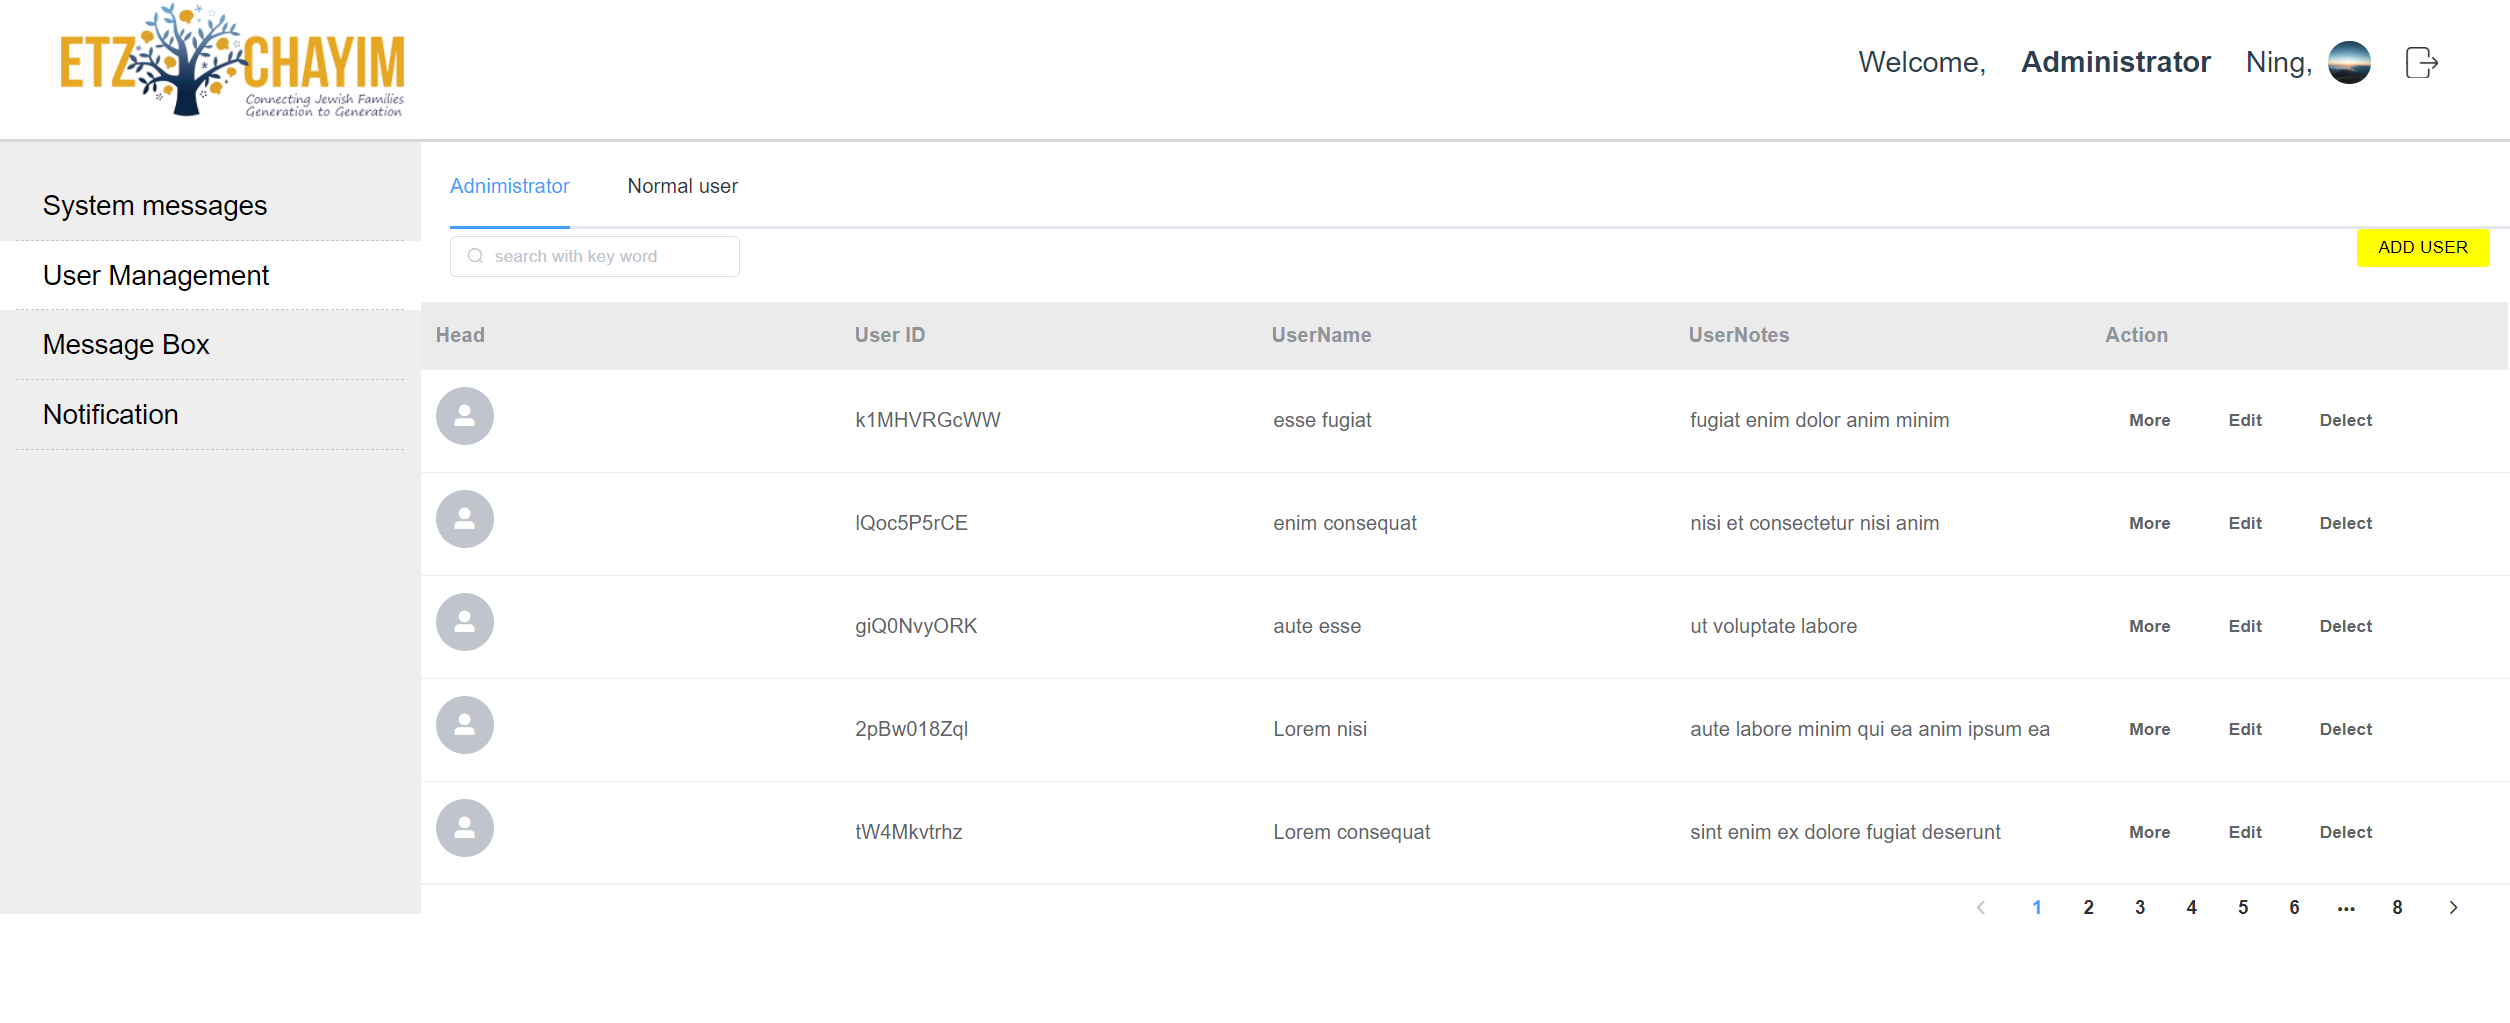 ETZ CHAYIM
Connecting Jewish Families
Generation to Generation
Welcome, Administrator Ning,
System messages
User Management
Message Box
Notification
Adnimistrator Normal user
search with key word
ADD USER
Head User ID UserName UserNotes Action
k1MHVRGcWW esse fugiat fugiat enim dolor anim minim More Edit Delect
lQoc5P5rCE enim consequat nisi et consectetur nisi anim More Edit Delect
giQ0NvyORK aute esse ut voluptate labore More Edit Delect
2pBw018Zql Lorem nisi aute labore minim qui ea anim ipsum ea More Edit Delect
tW4Mkvtrhz Lorem consequat sint enim ex dolore fugiat deserunt More Edit Delect
1 2 3 4 5 6 ••• 8